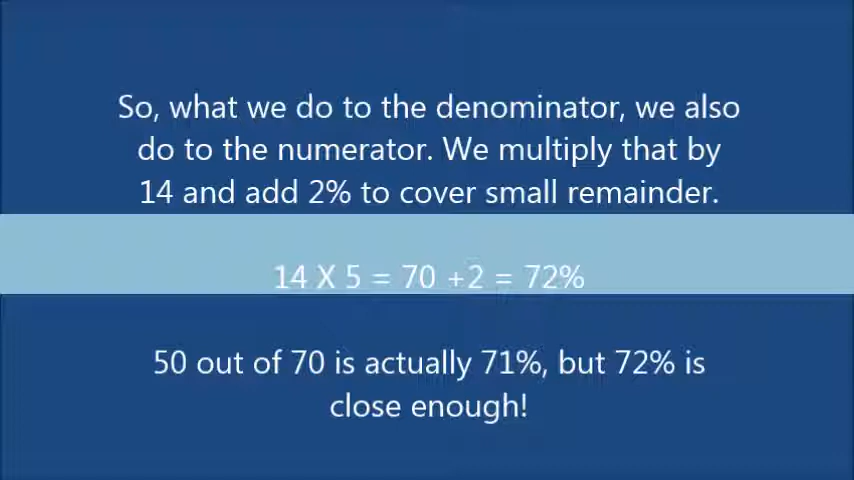 So, what we do to the denominator, we also
do to the numerator. We multiply that by
14 and add 2% to cover small remainder.
14 X 5 = 70 +2 = 72%
50 out of 70 is actually 71%, but 72% is
close enough!